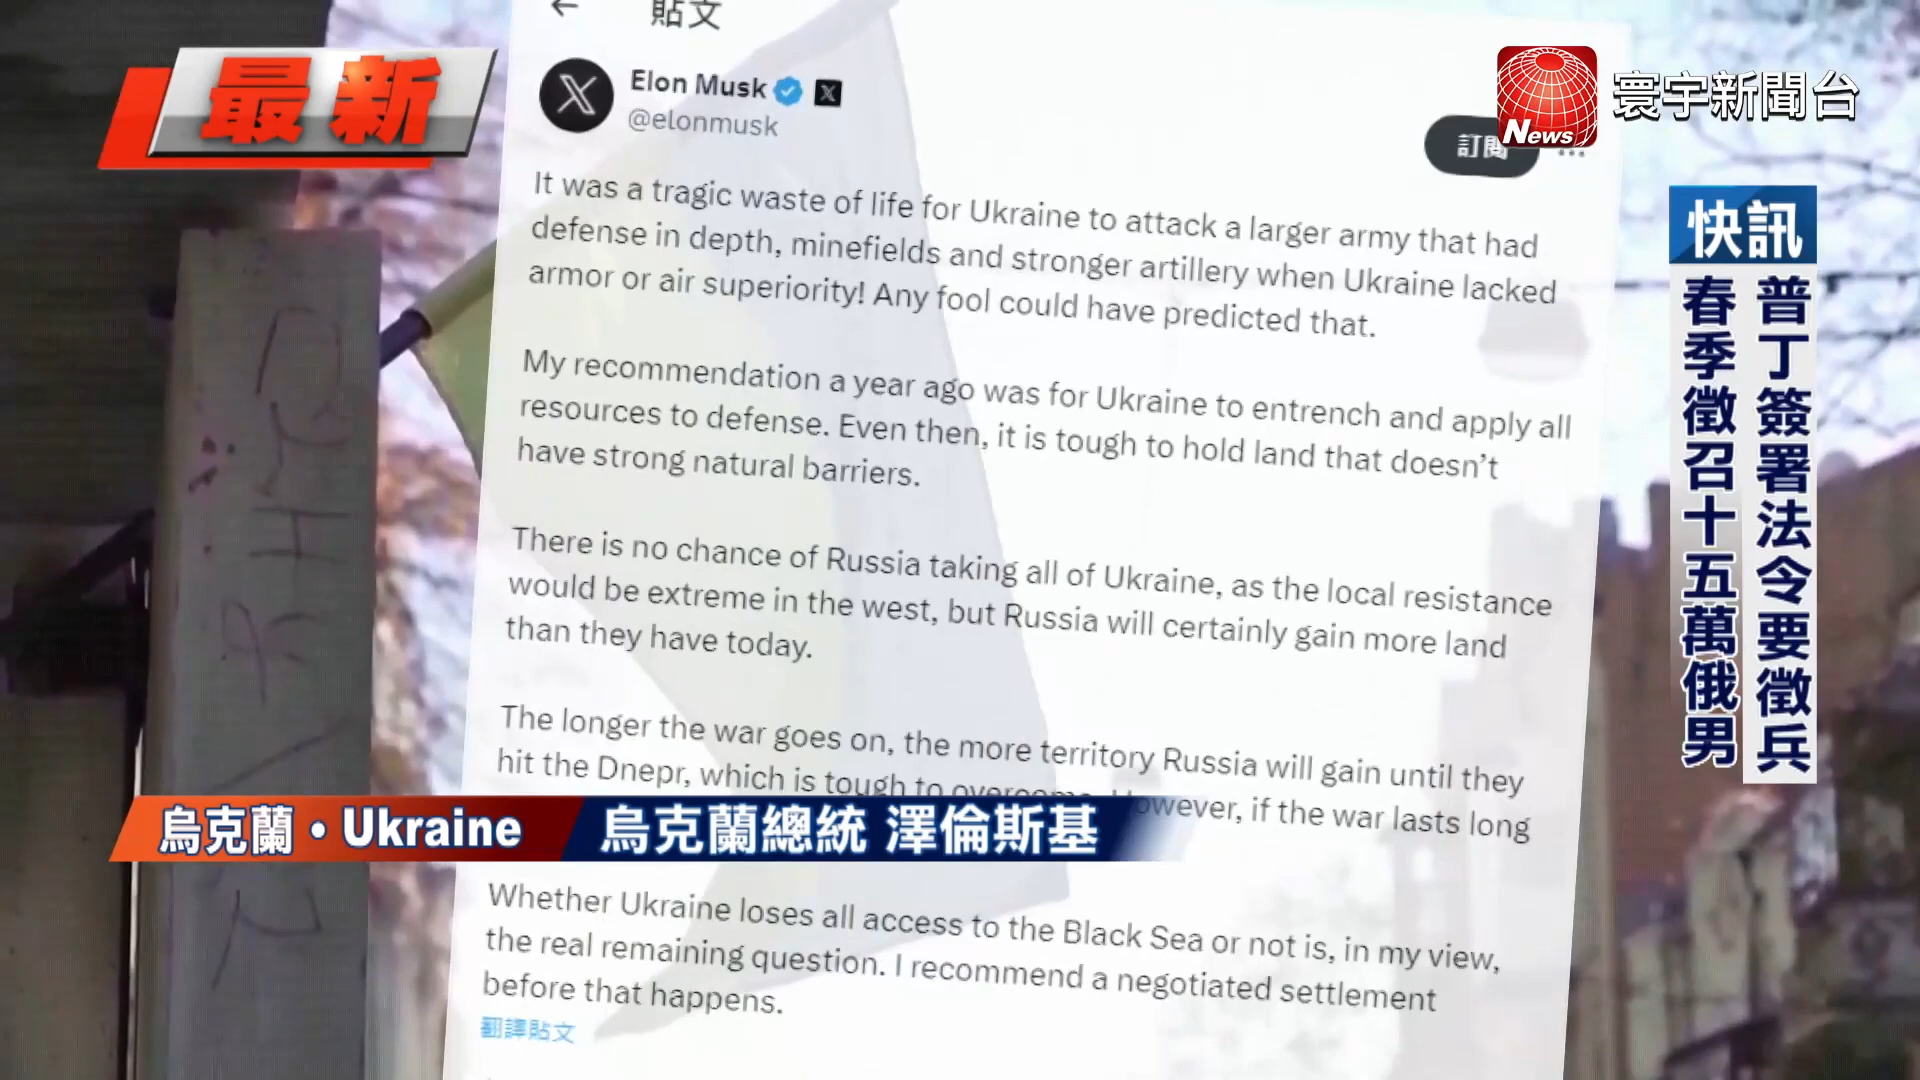 貼文
最新
Elon Musk
@elonmusk
訂閱
News
寰宇新聞台
It was a tragic waste of life for Ukraine to attack a larger army that had
defense in depth, minefields and stronger artillery when Ukraine lacked
armor or air superiority! Any fool could have predicted that.
My recommendation a year ago was for Ukraine to entrench and apply all
resources to defense. Even then, it is tough to hold land that doesn’t
have strong natural barriers.
There is no chance of Russia taking all of Ukraine, as the local resistance
would be extreme in the west, but Russia will certainly gain more land
than they have today.
The longer the war goes on, the more territory Russia will gain until they
hit the Dnepr, which is tough to overcome. However, if the war lasts long
Whether Ukraine loses all access to the Black Sea or not is, in my view,
the real remaining question. I recommend a negotiated settlement
before that happens.
翻譯貼文
快訊
普丁簽署法令要徵兵
春季徵召十五萬俄男
烏克蘭•Ukraine
烏克蘭總統 澤倫斯基